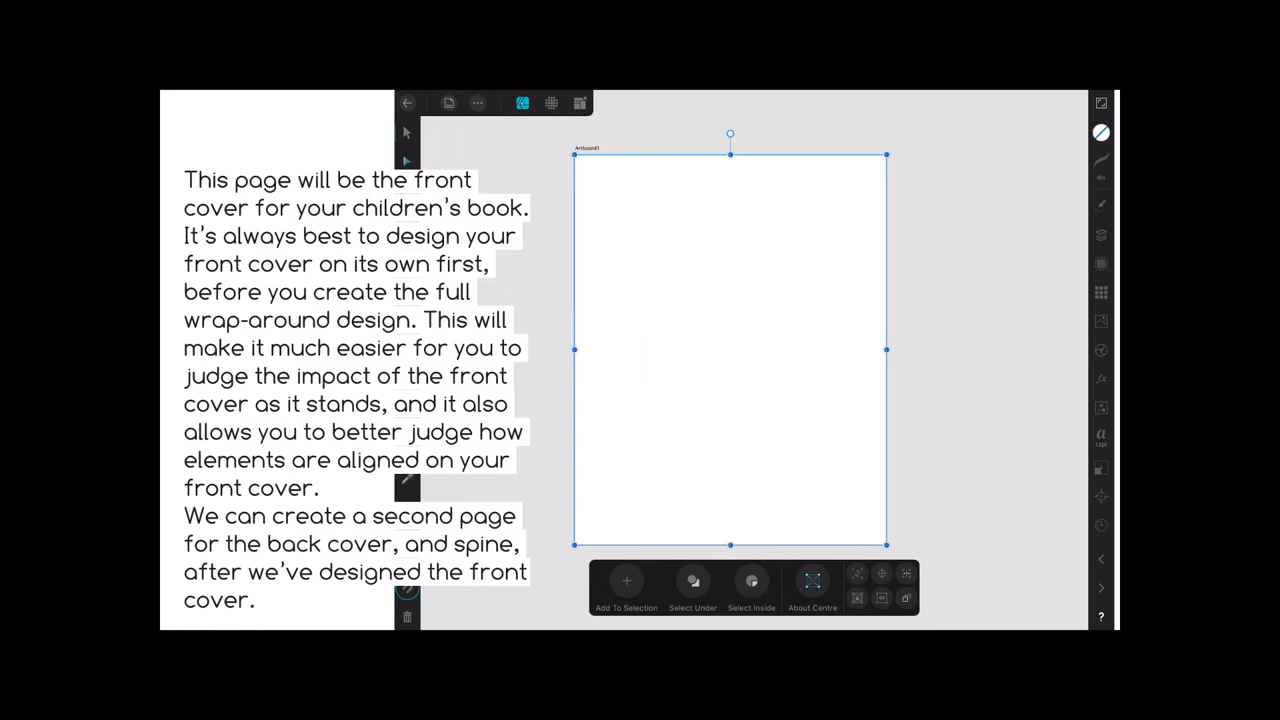 Artboard1
This page will be the front
cover for your children's book.
It's always best to design your
front cover on its own first,
before you create the full
wrap-around design. This will
make it much easier for you to
judge the impact of the front
cover as it stands, and it also
allows you to better judge how
elements are aligned on your
front cover.
We can create a second page
for the back cover, and spine,
after we've designed the front
cover.
Add To Selection
Select Under
Select Inside
About Centre
fx
a
12pt
?